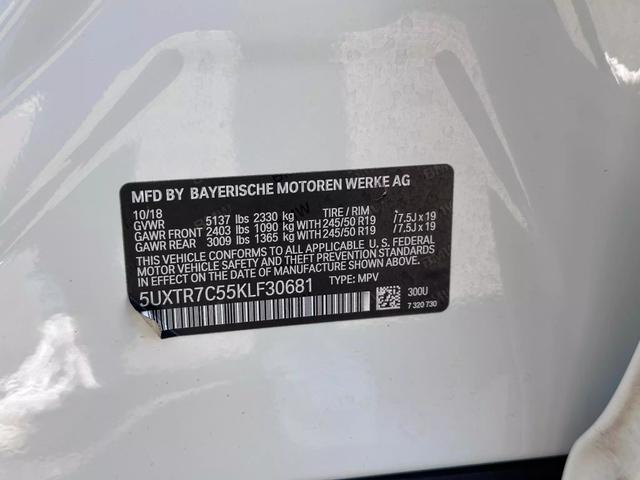 MFD BY BAYERISCHE MOTOREN WERKE AG
10/18 TIRE / RIM
GVWR 5137 lbs 2330 kg
GAWR FRONT 2403 lbs 1090 kg WITH 245/50 R19 / 7.5J x 19
GAWR REAR 3009 lbs 1365 kg WITH 245/50 R19 / 7.5J x 19
THIS VEHICLE CONFORMS TO ALL APPLICABLE U. S. FEDERAL
MOTOR VEHICLE SAFETY AND THEFT PREVENTION STANDARDS
IN EFFECT ON THE DATE OF MANUFACTURE SHOWN ABOVE.
5UXTR7C55KLF30681 TYPE: MPV
300U
7 320 730